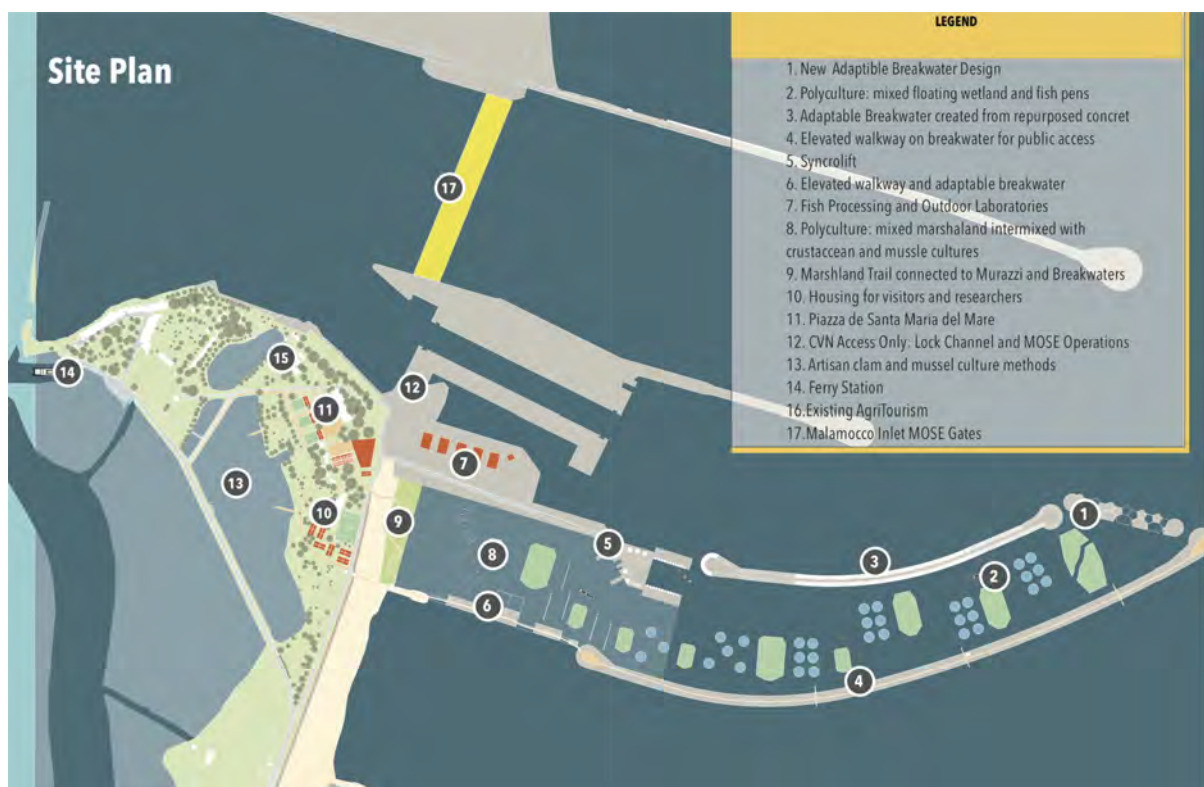 Site Plan
LEGEND
1. New Adaptible Breakwater Design
2. Polyculture: mixed floating wetland and fish pens
3. Adaptable Breakwater created from repurposed concret
4. Elevated walkway on breakwater for public access
5. Syncrolift
6. Elevated walkway and adaptable breakwater
7. Fish Processing and Outdoor Laboratories
8. Polyculture: mixed marshaland intermixed with
crustaccean and mussle cultures
9. Marshland Trail connected to Murazzi and Breakwaters
10. Housing for visitors and researchers
11. Piazza de Santa Maria del Mare
12. CVN Access Only: Lock Channel and MOSE Operations
13. Artisan clam and mussel culture methods
14. Ferry Station
16.Existing AgriTourism
17.Malamocco Inlet MOSE Gates
17
15
14
12
11
7
13
10
9
8
5
6
3
1
2
4